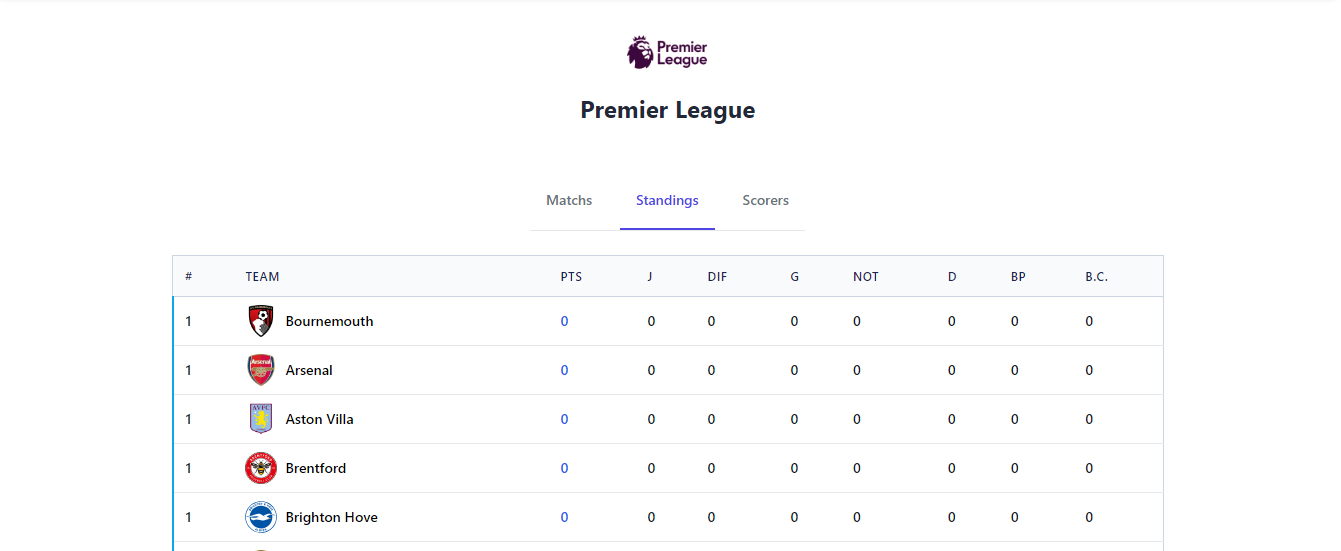 Premier
League
Premier League
Matchs Standings Scorers
# TEAM PTS J DIF G NOT D BP B.C.
1 Bournemouth 0 0 0 0 0 0 0 0
1 Arsenal 0 0 0 0 0 0 0 0
1 Aston Villa 0 0 0 0 0 0 0 0
1 Brentford 0 0 0 0 0 0 0 0
1 Brighton Hove 0 0 0 0 0 0 0 0